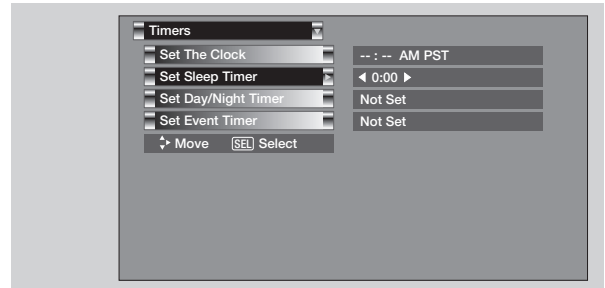 Timers
Set The Clock -- : -- AM PST
Set Sleep Timer 0:00
Set Day/Night Timer Not Set
Set Event Timer Not Set
Move SEL Select